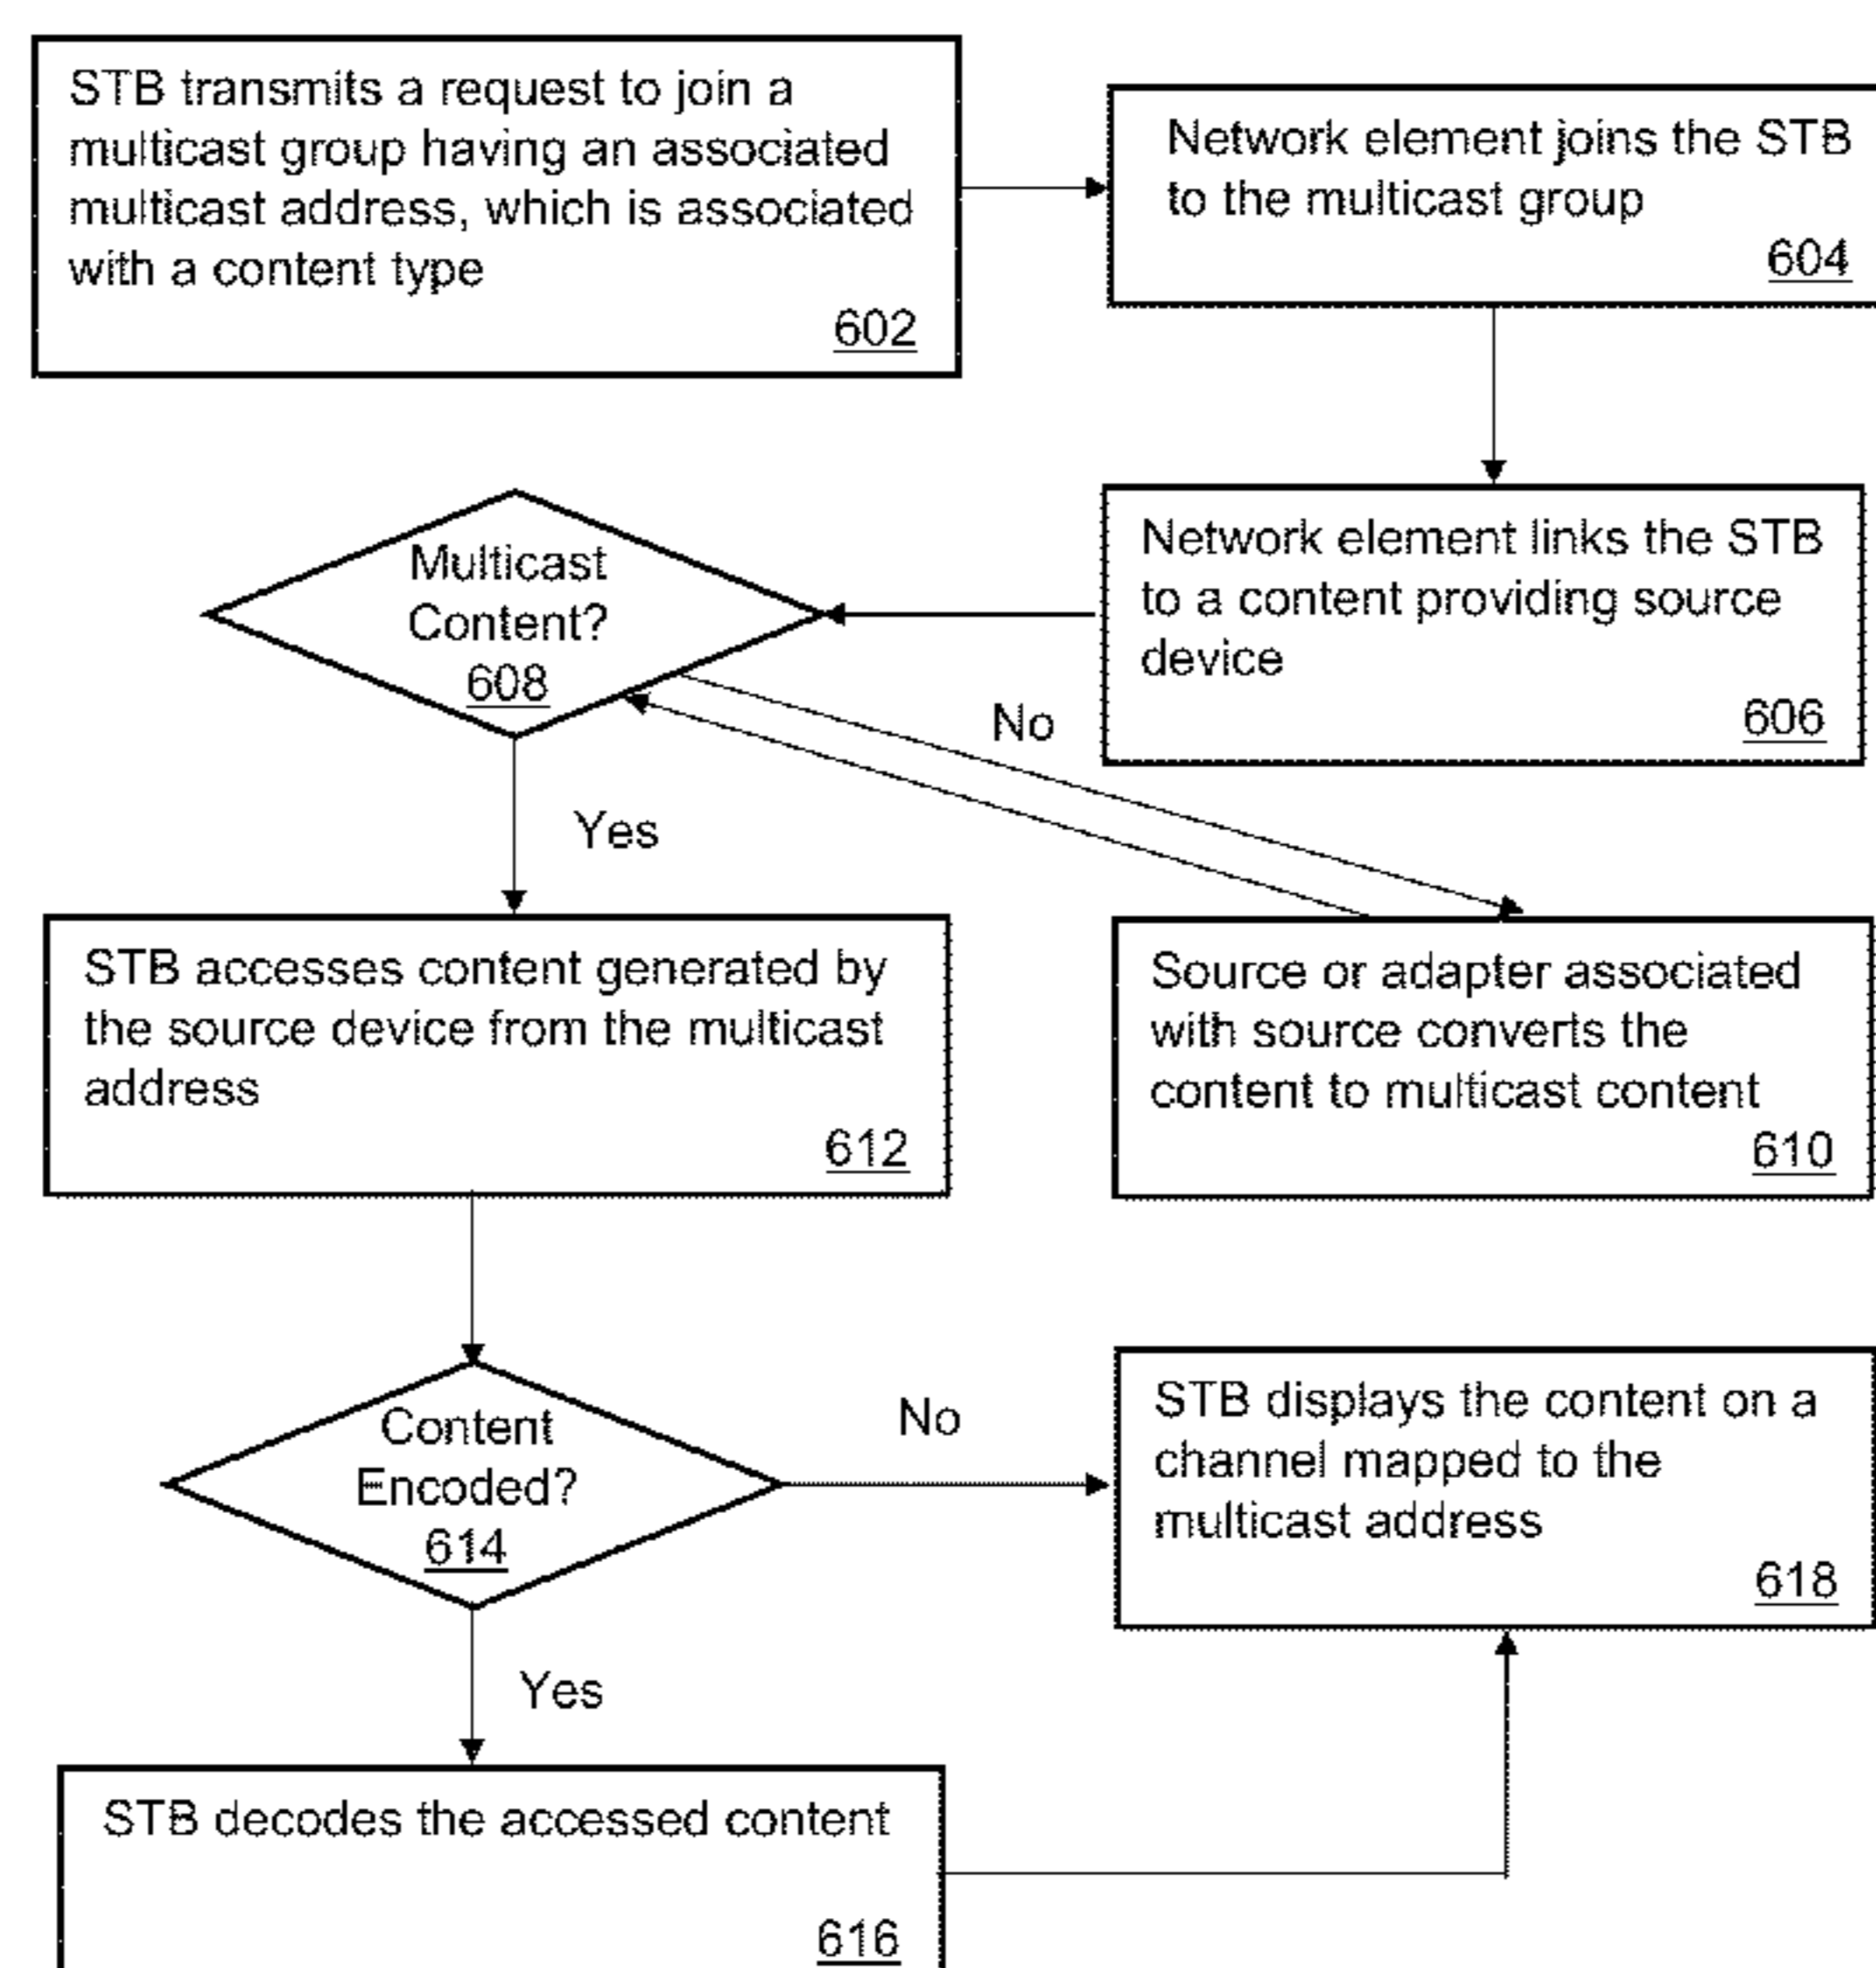 STB transmits a request to join a
multicast group having an associated
multicast address, which is associated
with a content type
602
Network element joins the STB
to the multicast group
604
Network element links the STB
to a content providing source
device
606
Multicast
Content?
608
No
Yes
Source or adapter associated
with source converts the
content to multicast content
610
STB accesses content generated by
the source device from the multicast
address
612
Content
Encoded?
614
No
Yes
STB decodes the accessed content
616
STB displays the content on a
channel mapped to the
multicast address
618